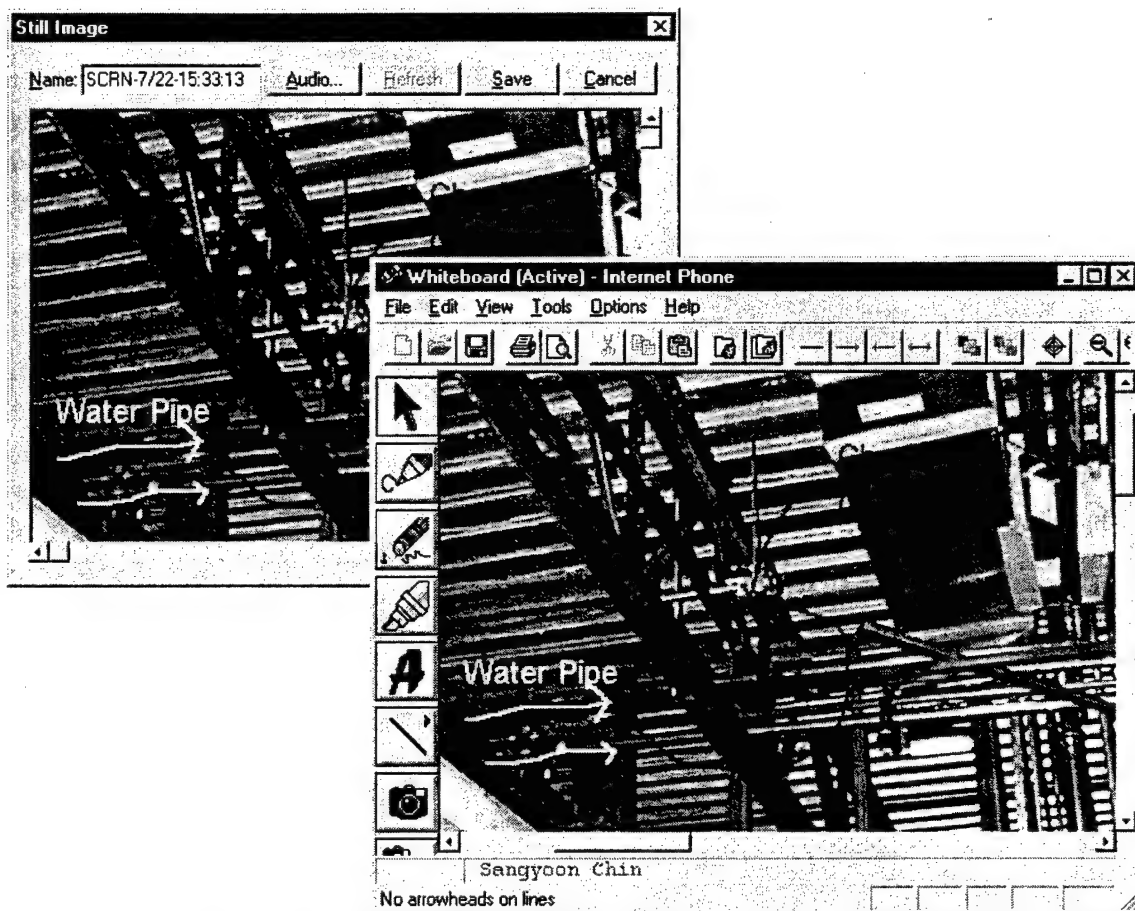 Still Image
Name: SCRN-7/22-15:33:13 Audio... Refresh Save Cancel
Water Pipe
Whiteboard (Active) - Internet Phone
File Edit View Tools Options Help
A
Water Pipe
Sangyoon Chin
No arrowheads on lines